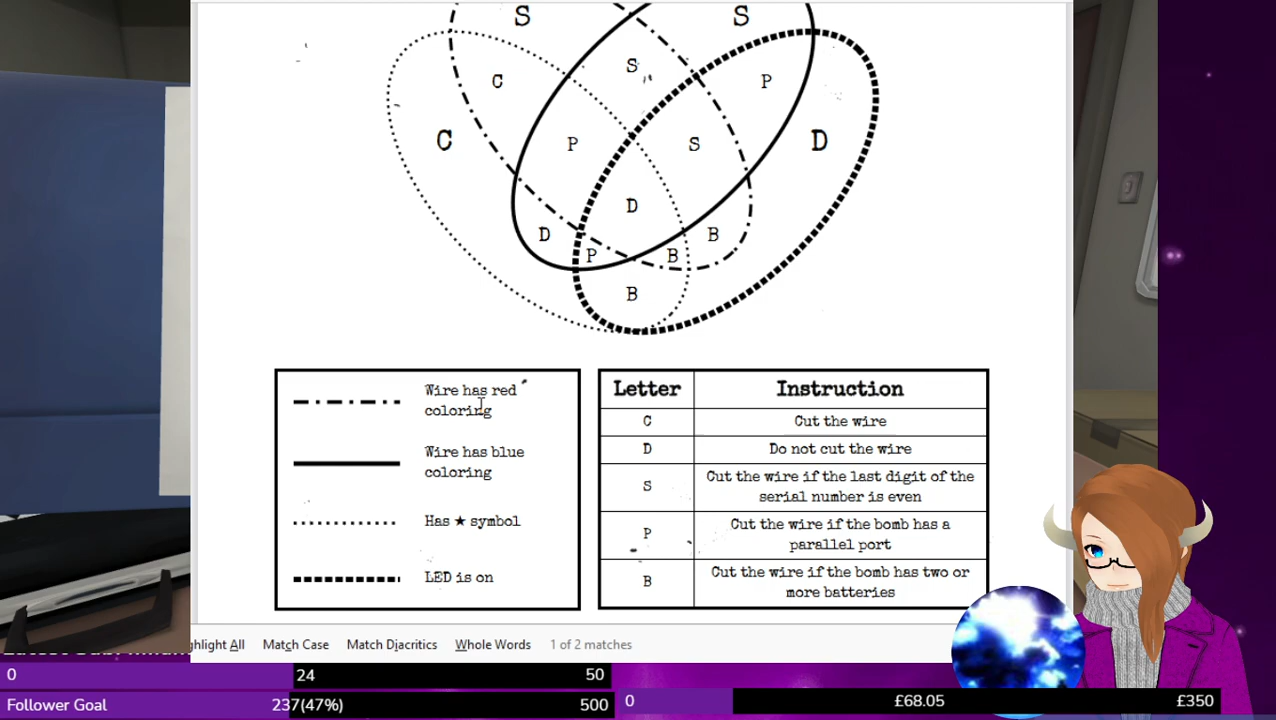 S S
S
C P
C P S D
D
D B
P B
B
Wire has red
coloring
Wire has blue
coloring
Has ★ symbol
LED is on
Letter Instruction
C Cut the wire
D Do not cut the wire
S Cut the wire if the last digit of the
serial number is even
P Cut the wire if the bomb has a
parallel port
B Cut the wire if the bomb has two or
more batteries
ghlight All Match Case Match Diacritics Whole Words 1 of 2 matches
0 24 50
Follower Goal 237(47%) 500
0 £68.05 £350